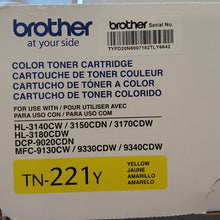 brother
at your side
brother
Serial No.
TYFD20N8007182TLY6842
COLOR TONER CARTRIDGE
CARTOUCHE DE TONER COULEUR
CARTUCHO DE TONER A COLOR
CARTUCHO DE TONER COLORIDO
FOR USE WITH / POUR UTILISER AVEC
PARA USO CON / PARA USO COM
HL-3140CW / 3150CDN / 3170CDW
HL-3180CDW
DCP-9020CDN
MFC-9130CW / 9330CDW / 9340CDW
TN-221Y
YELLOW
JAUNE
AMARILLO
AMARELO